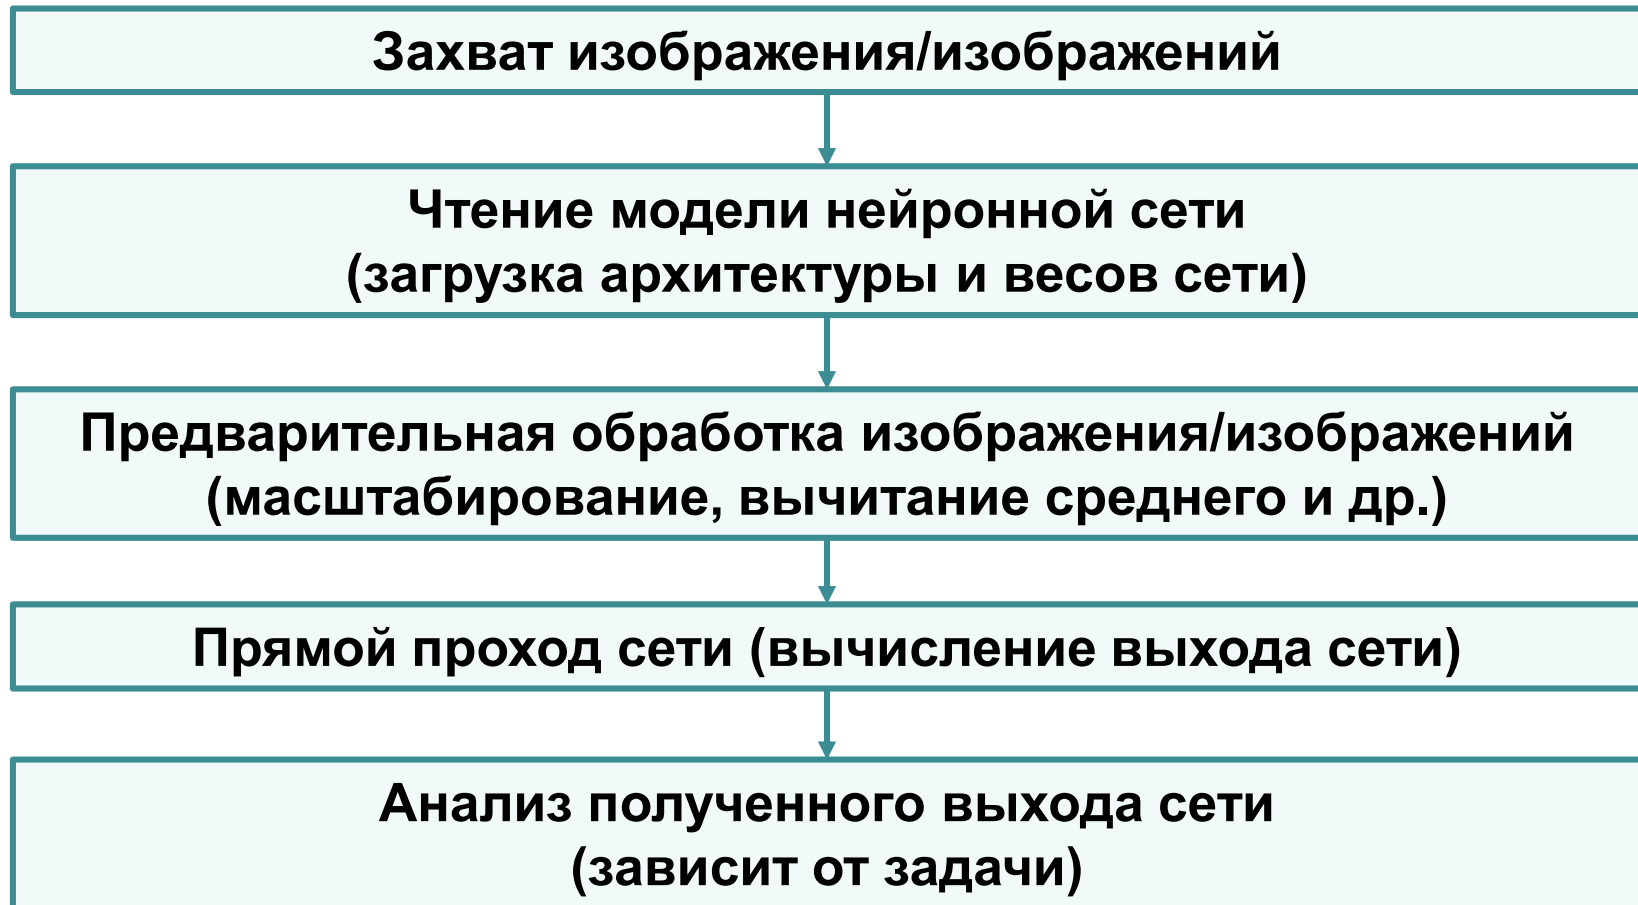 Захват изображения/изображений
Чтение модели нейронной сети
(загрузка архитектуры и весов сети)
Предварительная обработка изображения/изображений
(масштабирование, вычитание среднего и др.)
Прямой проход сети (вычисление выхода сети)
Анализ полученного выхода сети
(зависит от задачи)